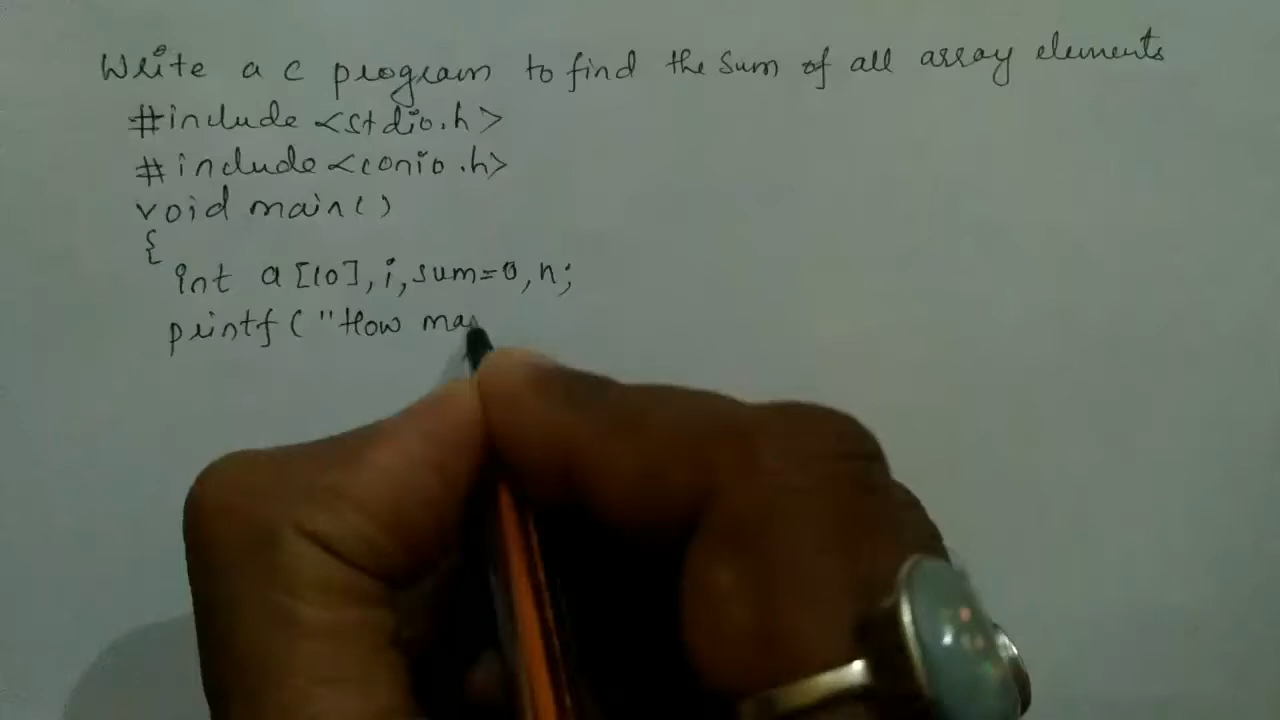 Write a c program to find the sum of all array elements
#include <stdio.h>
#include <conio.h>
void main()
{
int a[10], i, sum=0, n;
printf ("How ma